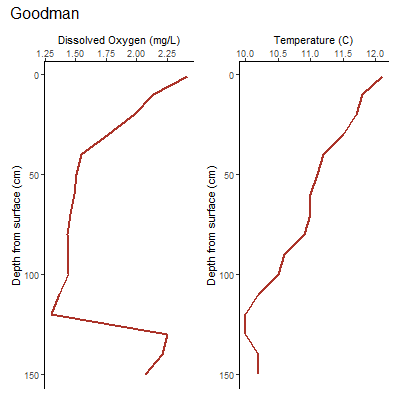 Goodman
Dissolved Oxygen (mg/L)
1.25 1.50 1.75 2.00 2.25
0
50
100
150
Depth from surface (cm)
Temperature (C)
10.0 10.5 11.0 11.5 12.0
0
50
100
150
Depth from surface (cm)